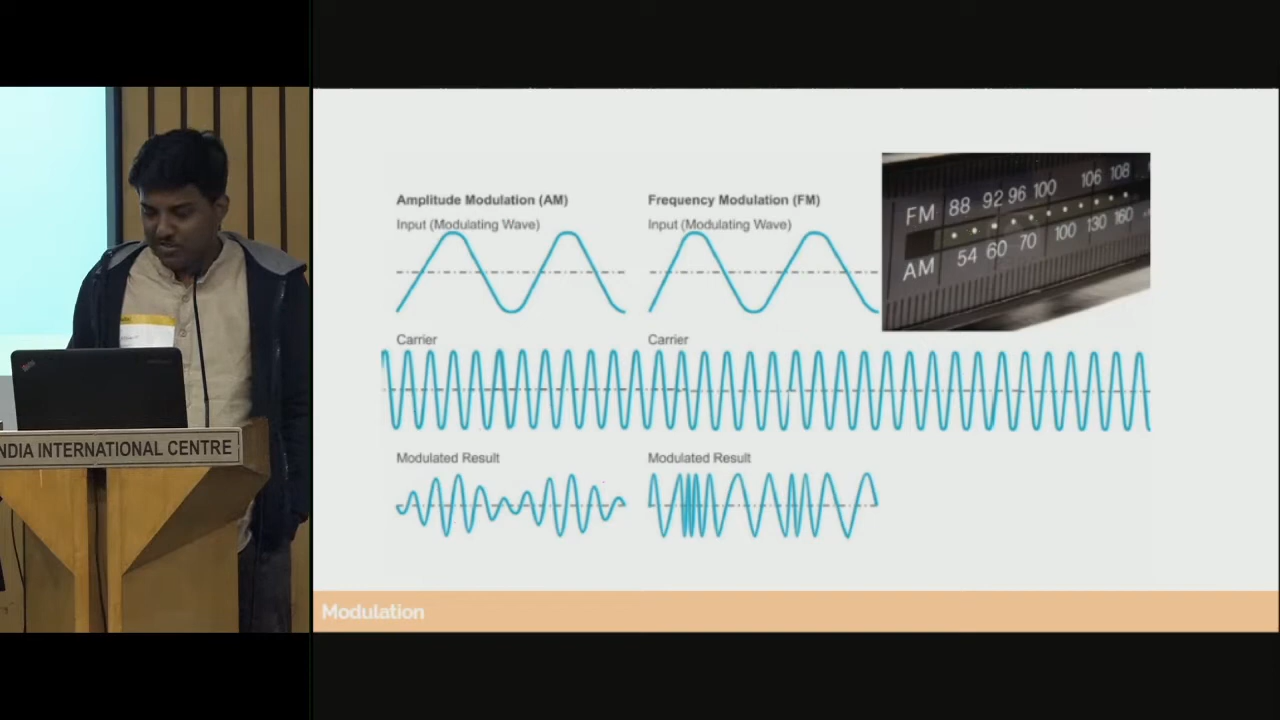 NDIA INTERNATIONAL CENTRE
Amplitude Modulation (AM)
Input (Modulating Wave)
Carrier
Modulated Result
Frequency Modulation (FM)
Input (Modulating Wave)
Carrier
Modulated Result
FM 88 92 96 100 106 108
AM 54 60 70 100 130 160
Modulation